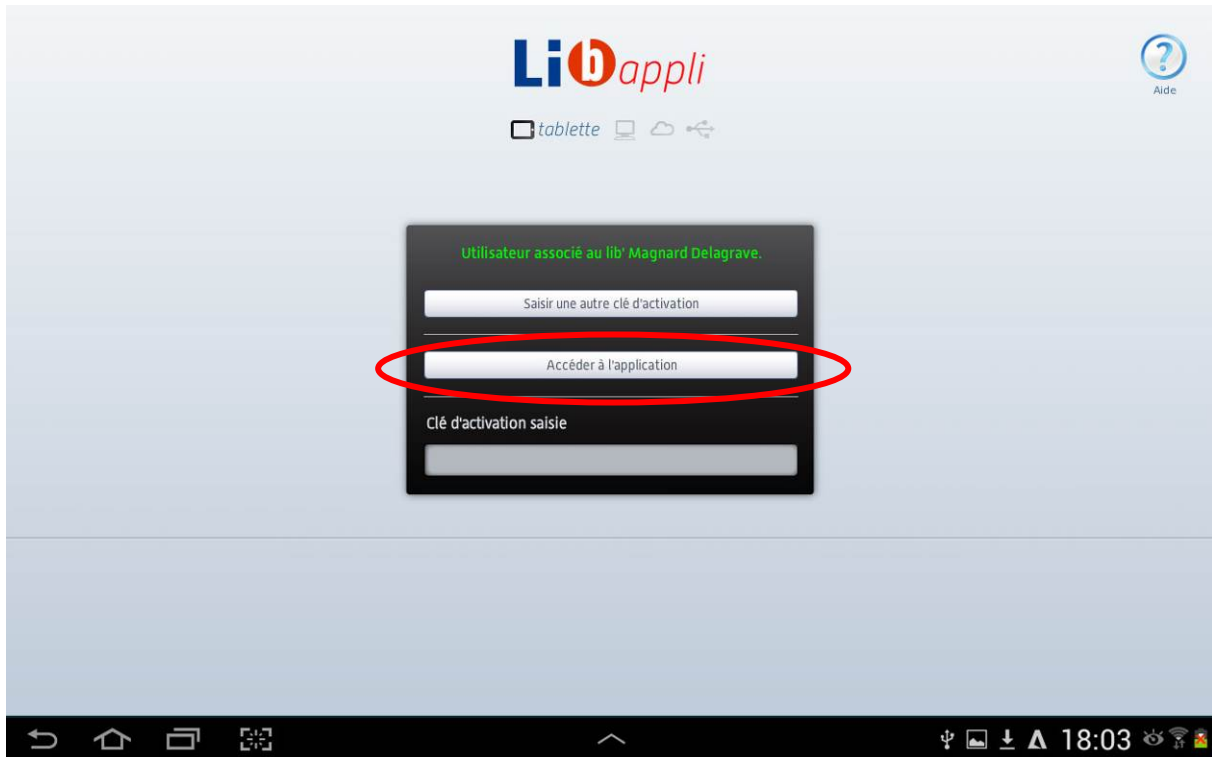 Libappli
Aide
tablette
Utilisateur associé au lib' Magnard Delagrave.
Saisir une autre clé d'activation
Accéder à l'application
Clé d'activation saisie
18:03